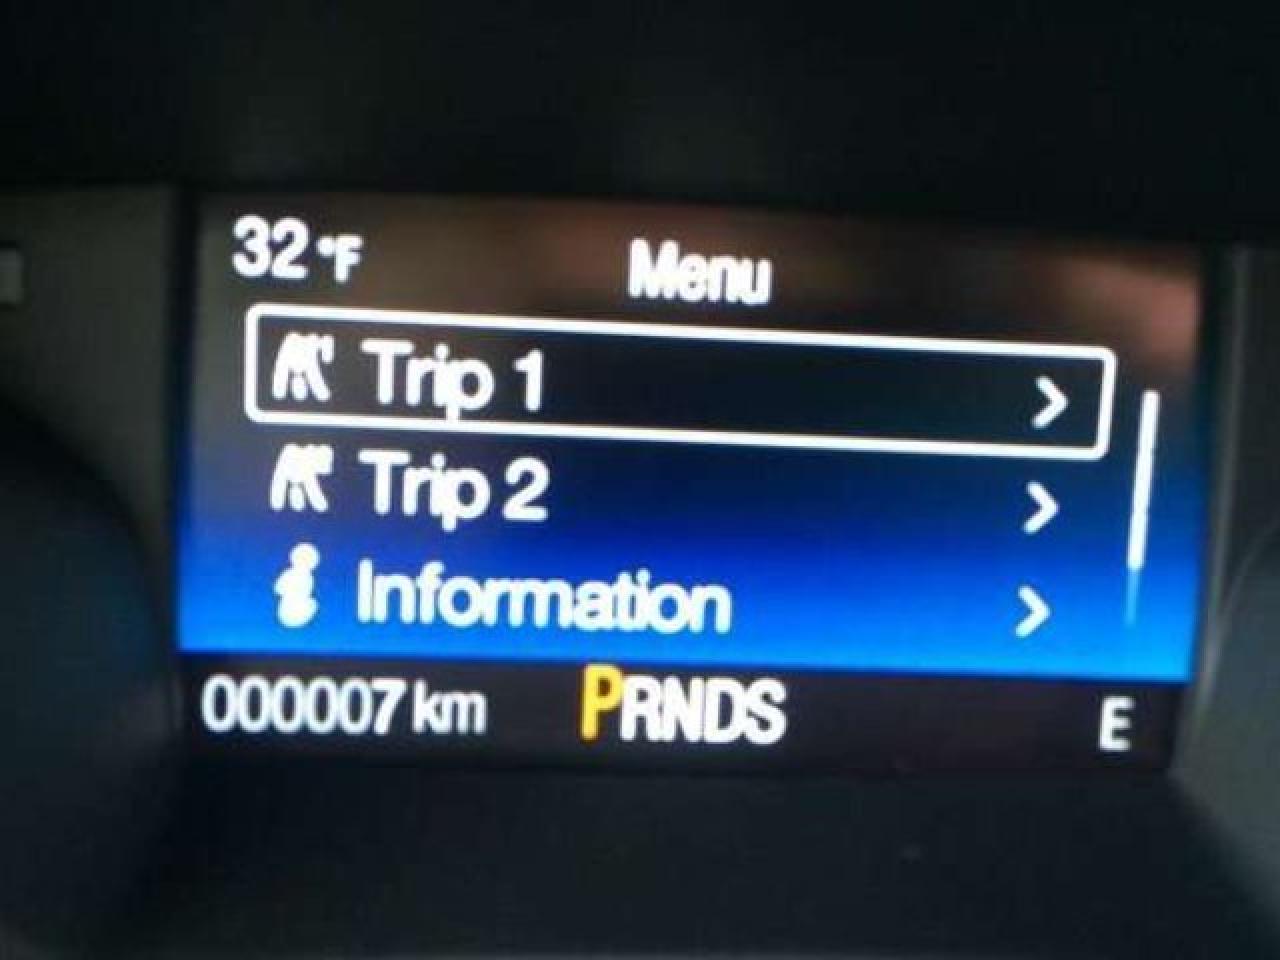 32°F
Menu
Trip 1
Trip 2
Information
000007 km PRNDS E